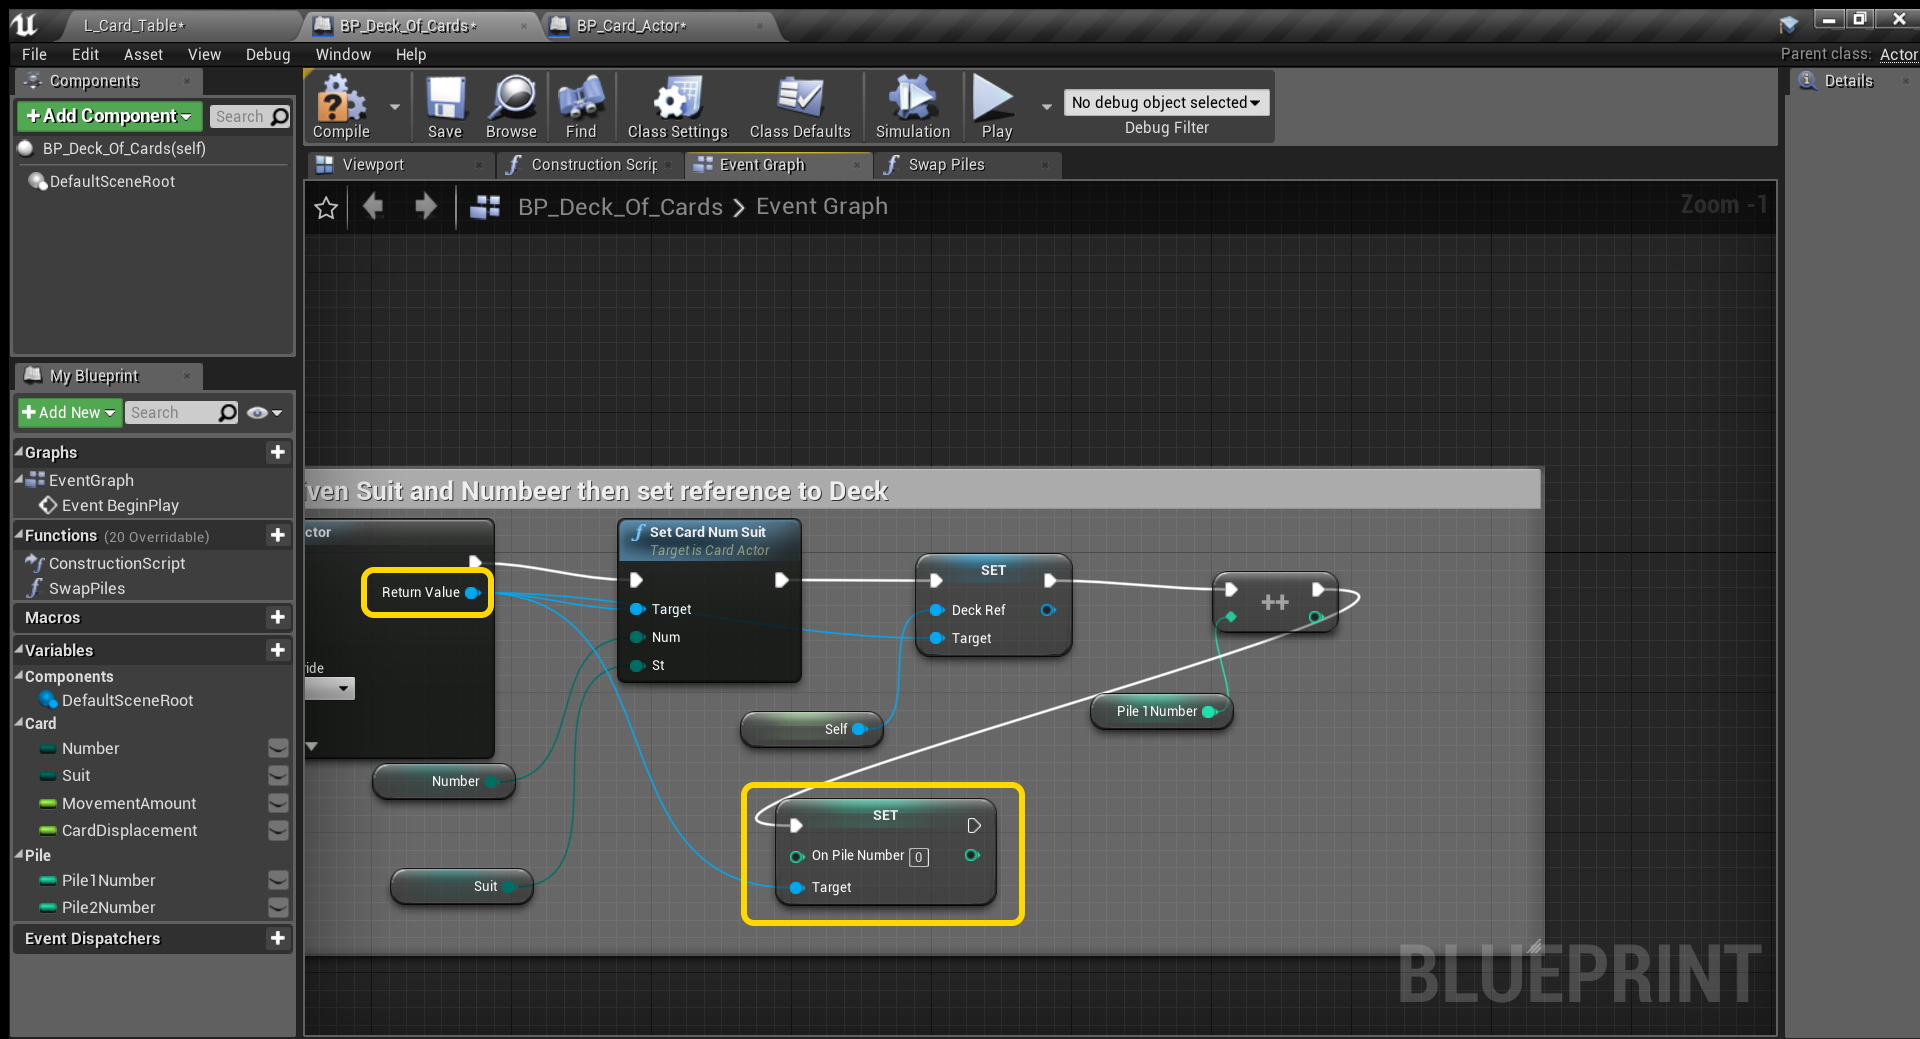 L_Card_Table*
BP_Deck_Of_Cards*
BP_Card_Actor*
File Edit Asset View Debug Window Help
Parent class: Actor
Components
Details
+Add Component
Search
BP_Deck_Of_Cards(self)
DefaultSceneRoot
Compile
Save
Browse
Find
Class Settings
Class Defaults
Simulation
Play
No debug object selected
Debug Filter
Viewport
Construction Scrip
Event Graph
Swap Piles
BP_Deck_Of_Cards > Event Graph
Zoom -1
My Blueprint
+Add New
Search
Graphs
EventGraph
Event BeginPlay
Functions (20 Overridable)
ConstructionScript
SwapPiles
Macros
Variables
Components
DefaultSceneRoot
Card
Number
Suit
MovementAmount
CardDisplacement
Pile
Pile1Number
Pile2Number
Event Dispatchers
iven Suit and Numbeer then set reference to Deck
ctor
Return Value
ride
Set Card Num Suit
Target is Card Actor
Target
Num
St
SET
Deck Ref
Target
++
Pile 1Number
Self
Number
Suit
SET
On Pile Number 0
Target
BLUEPRINT